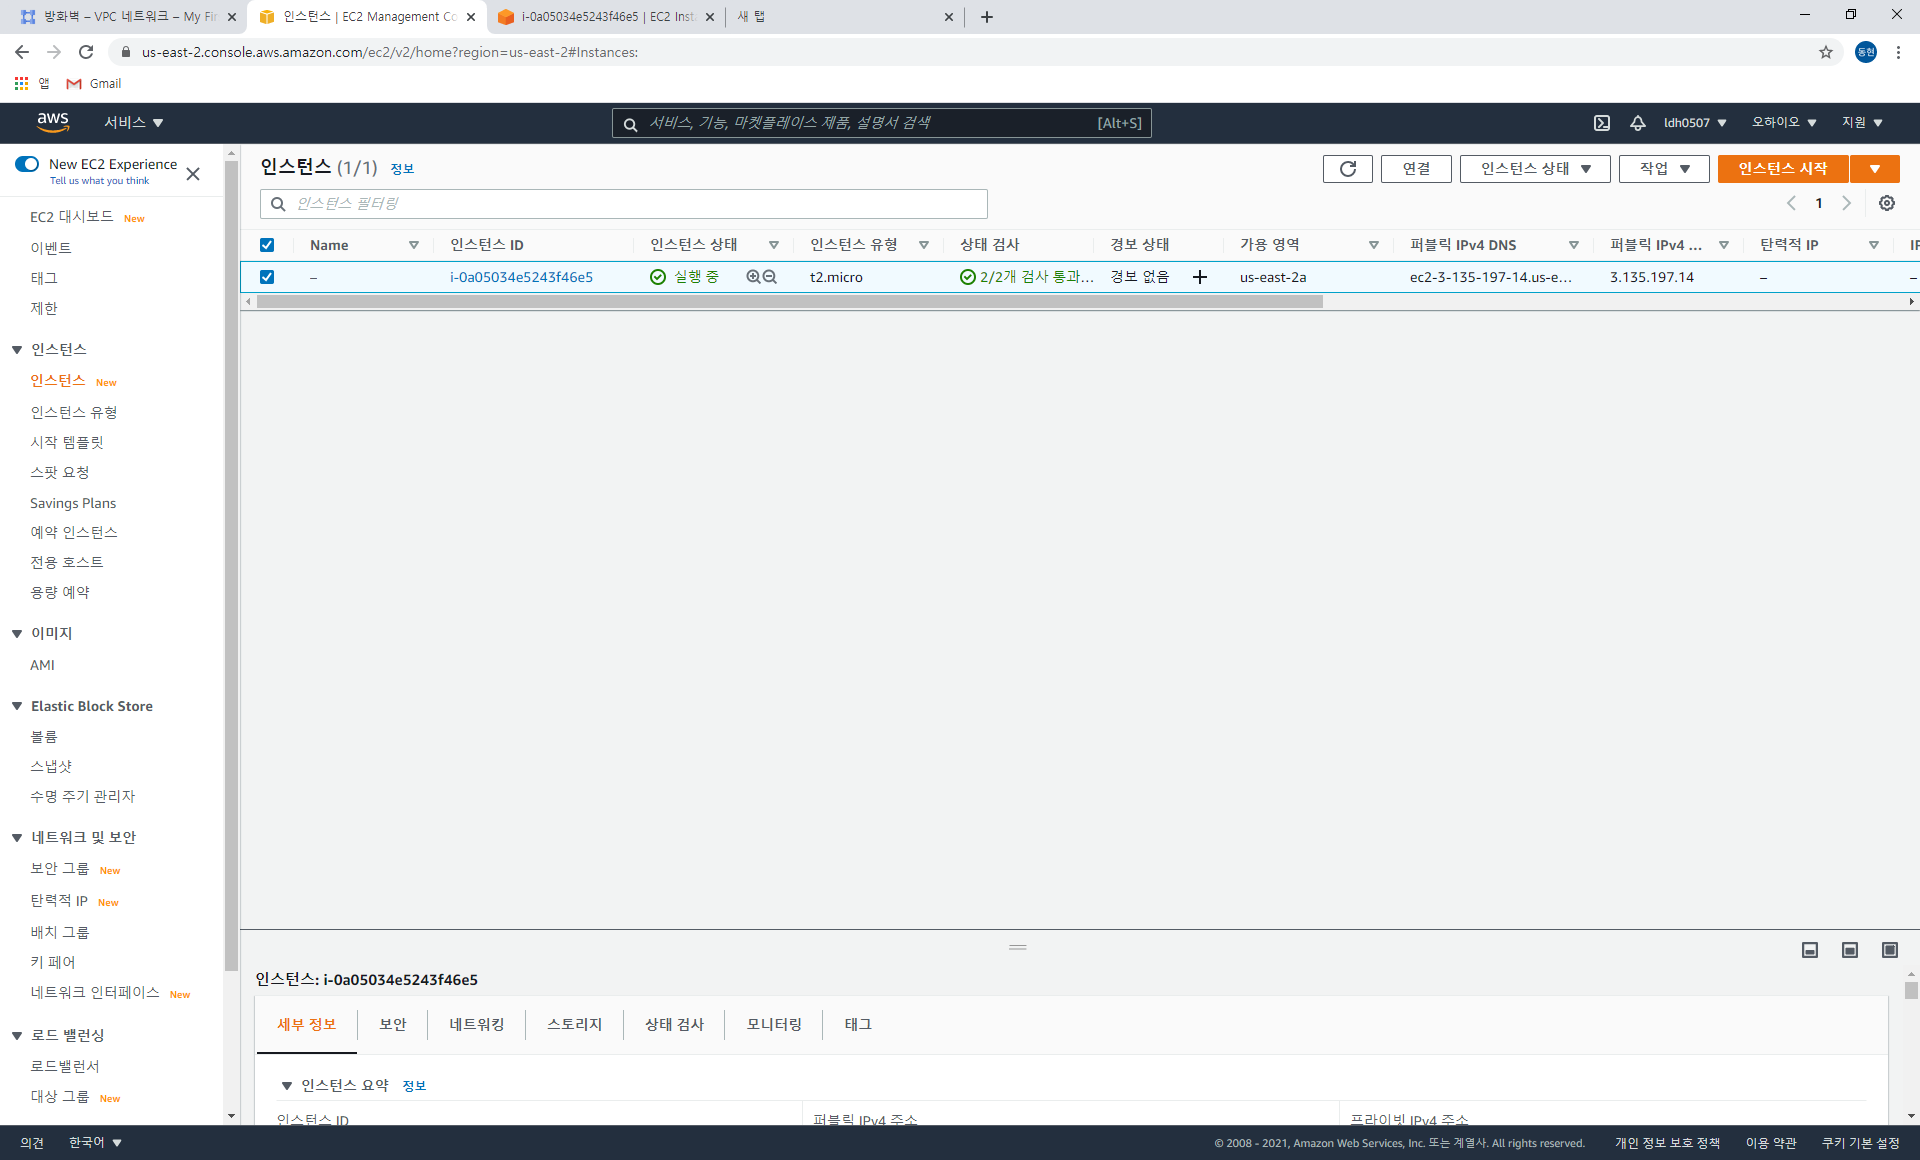 방화벽 – VPC 네트워크 – My Fir
인스턴스 | EC2 Management Co
i-0a05034e5243f46e5 | EC2 Inst
새 탭
us-east-2.console.aws.amazon.com/ec2/v2/home?region=us-east-2#Instances:
동현
앱
Gmail
aws
서비스
서비스, 기능, 마켓플레이스 제품, 설명서 검색
[Alt+S]
ldh0507
오하이오
지원
New EC2 Experience
Tell us what you think
EC2 대시보드 New
이벤트
태그
제한
인스턴스
인스턴스 New
인스턴스 유형
시작 템플릿
스팟 요청
Savings Plans
예약 인스턴스
전용 호스트
용량 예약
이미지
AMI
Elastic Block Store
볼륨
스냅샷
수명 주기 관리자
네트워크 및 보안
보안 그룹 New
탄력적 IP New
배치 그룹
키 페어
네트워크 인터페이스 New
로드 밸런싱
로드밸런서
대상 그룹 New
인스턴스 (1/1) 정보
연결
인스턴스 상태
작업
인스턴스 시작
인스턴스 필터링
1
Name 인스턴스 ID 인스턴스 상태 인스턴스 유형 상태 검사 경보 상태 가용 영역 퍼블릭 IPv4 DNS 퍼블릭 IPv4 ... 탄력적 IP IP
– i-0a05034e5243f46e5 실행 중 t2.micro 2/2개 검사 통과... 경보 없음 + us-east-2a ec2-3-135-197-14.us-e... 3.135.197.14 – –
인스턴스: i-0a05034e5243f46e5
세부 정보 보안 네트워킹 스토리지 상태 검사 모니터링 태그
인스턴스 요약 정보
인스턴스 ID 퍼블릭 IPv4 주소 프라이빗 IPv4 주소
의견 한국어
© 2008 - 2021, Amazon Web Services, Inc. 또는 계열사. All rights reserved. 개인 정보 보호 정책 이용 약관 쿠키 기본 설정